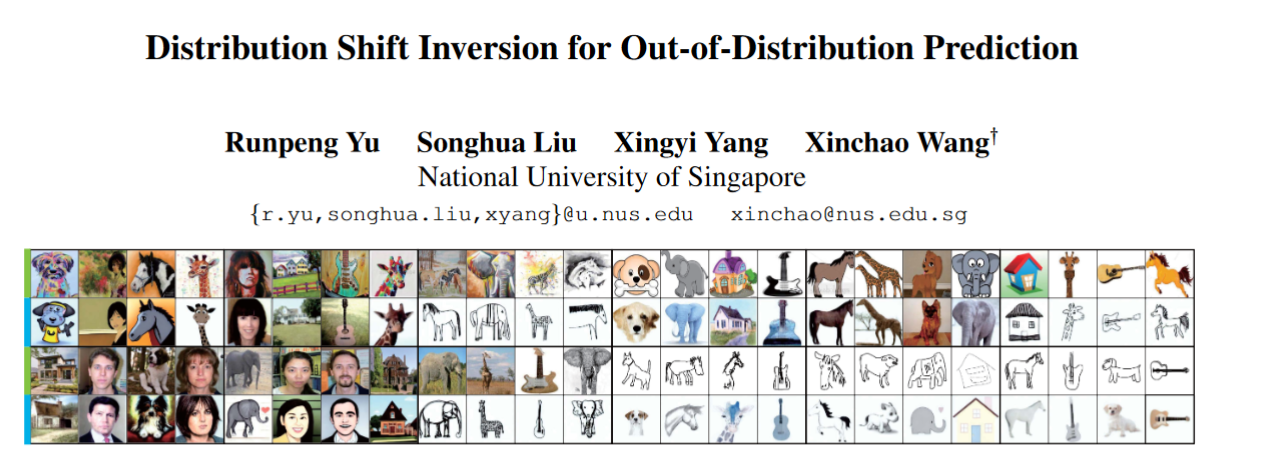 Distribution Shift Inversion for Out-of-Distribution Prediction
Runpeng Yu Songhua Liu Xingyi Yang Xinchao Wang†
National University of Singapore
{r.yu,songhua.liu,xyang}@u.nus.edu xinchao@nus.edu.sg